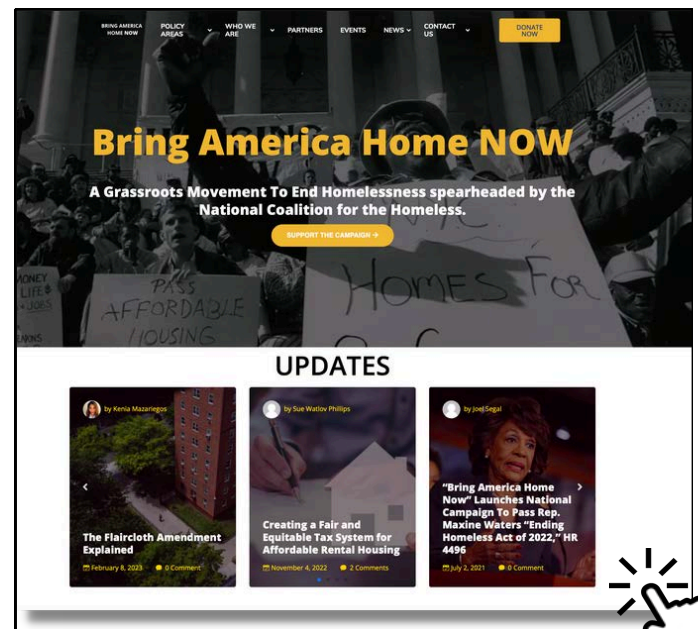 BRING AMERICA
HOME NOW
POLICY
AREAS
WHO WE
ARE
PARTNERS
EVENTS
NEWS
CONTACT
US
DONATE
NOW
Bring America Home NOW
A Grassroots Movement To End Homelessness spearheaded by the
National Coalition for the Homeless.
SUPPORT THE CAMPAIGN →
MONEY
LIFE$
JOBS
PASS
AFFORDABLE
HOUSING
HOMES FOR
UPDATES
by Kenia Mazariegos
The Flaircloth Amendment
Explained
February 8, 2023 0 Comment
by Sue Watlov Phillips
Creating a Fair and
Equitable Tax System for
Affordable Rental Housing
November 4, 2022 2 Comments
by Joel Segal
“Bring America Home
Now” Launches National
Campaign To Pass Rep.
Maxine Waters “Ending
Homeless Act of 2022,” HR
4496
July 2, 2021 0 Comment